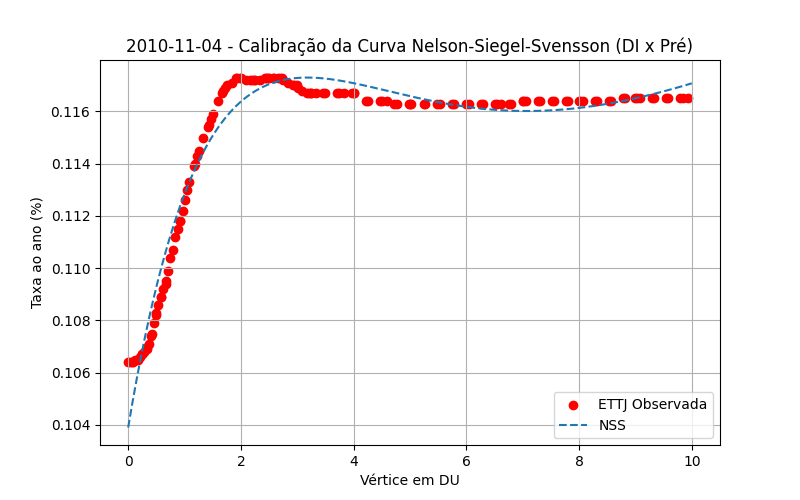 2010-11-04 - Calibração da Curva Nelson-Siegel-Svensson (DI x Pré)
0.116
0.114
0.112
0.110
0.108
0.106
0.104
Taxa ao ano (%)
ETTJ Observada
NSS
0 2 4 6 8 10
Vértice em DU